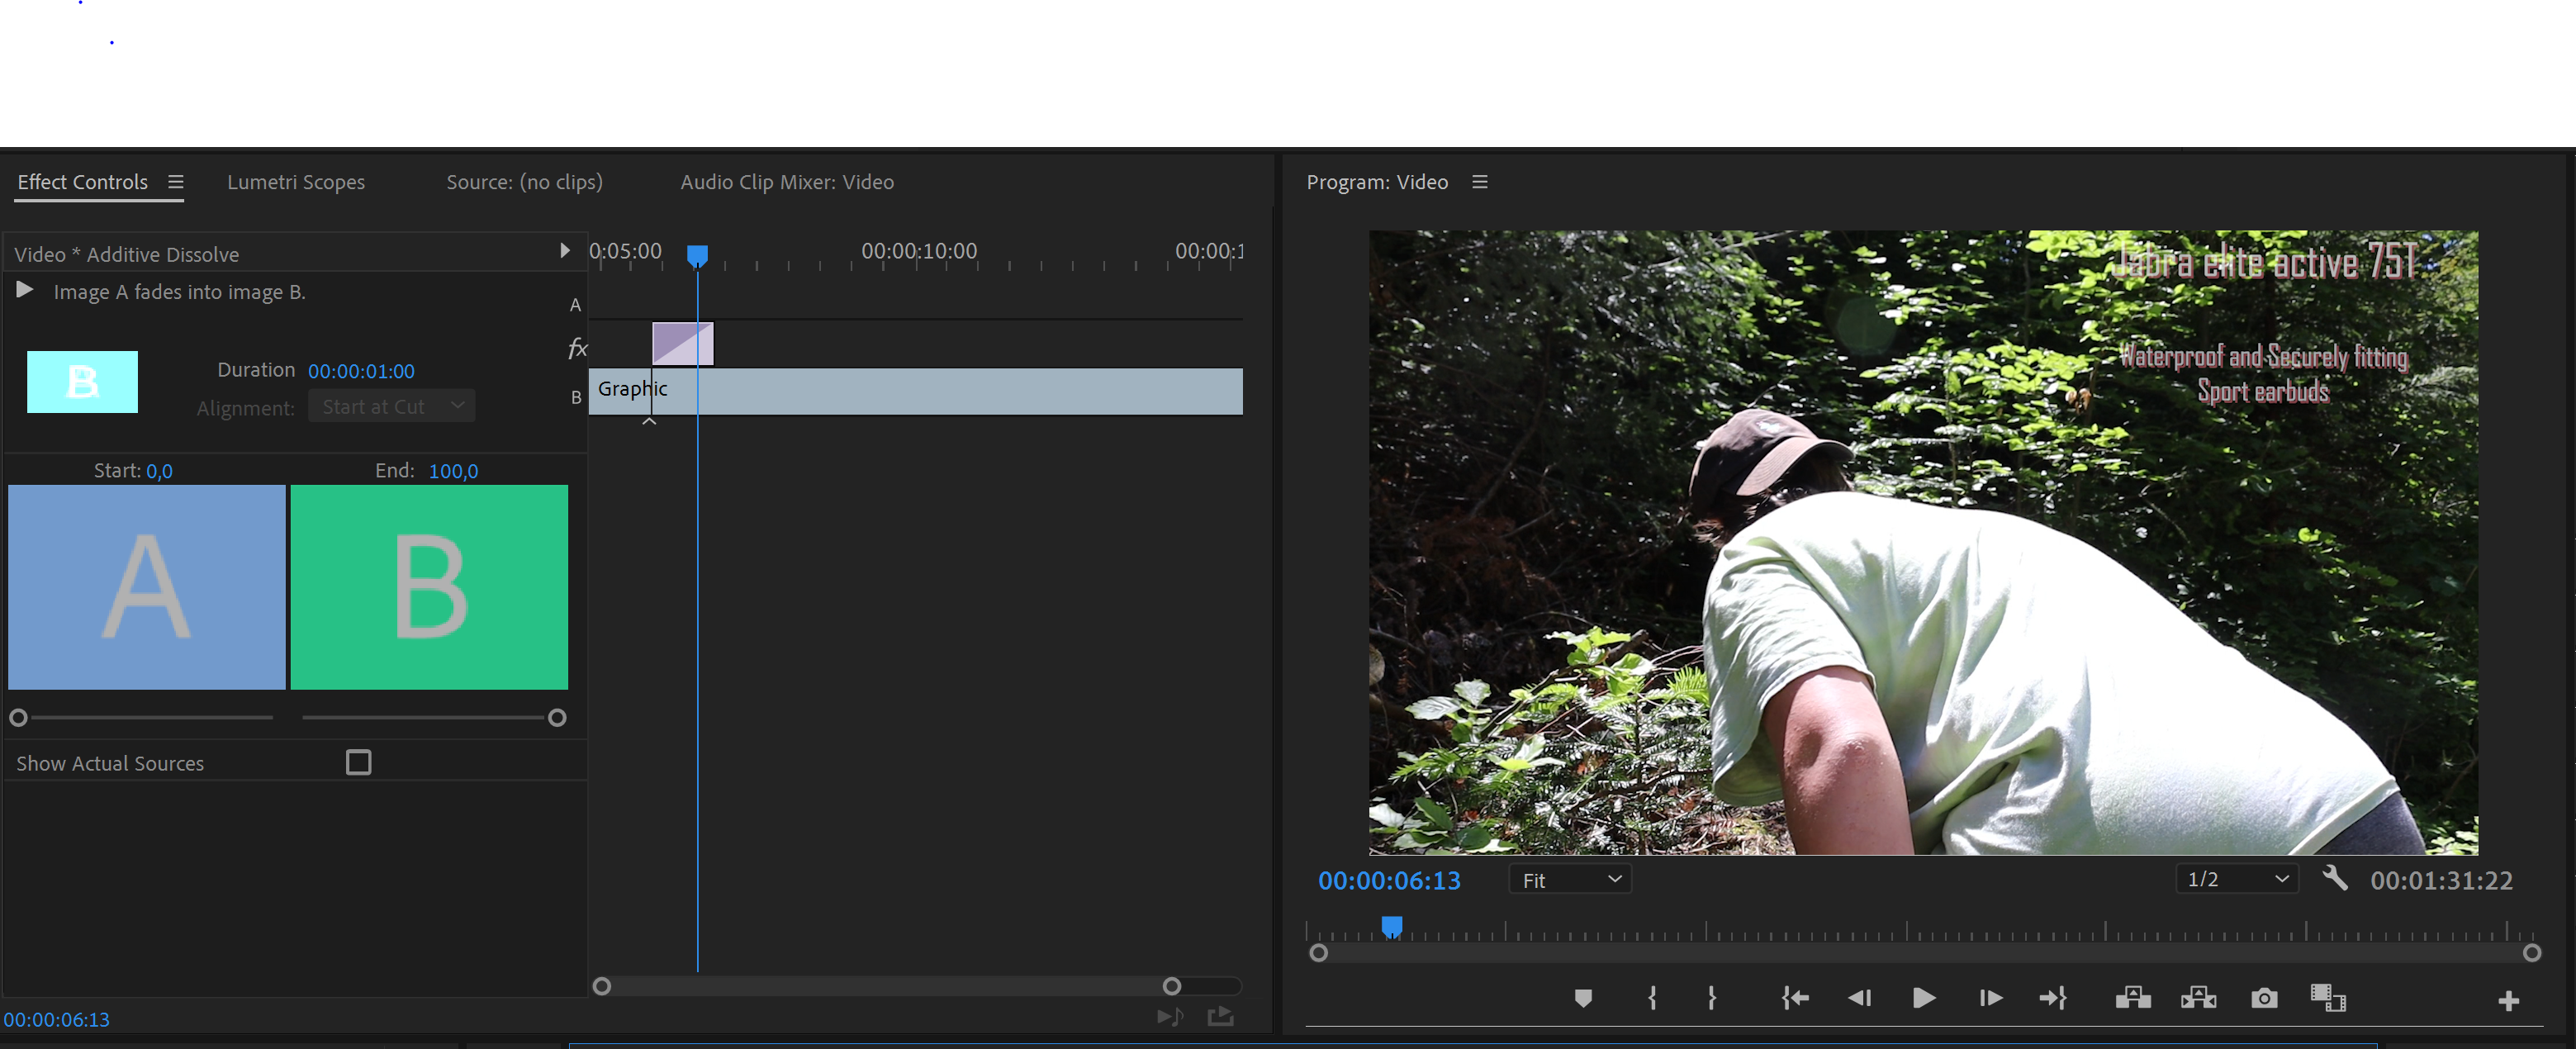 Effect Controls
Lumetri Scopes
Source: (no clips)
Audio Clip Mixer: Video
Video * Additive Dissolve
Image A fades into image B.
B
Duration 00:00:01:00
Alignment: Start at Cut
Start: 0,0
End: 100,0
A
B
Show Actual Sources
00:00:06:13
0:05:00
00:00:10:00
00:00:1
A
fx
B
Graphic
Program: Video
Jabra elite active 75T
Waterproof and Securely fitting
Sport earbuds
00:00:06:13
Fit
1/2
00:01:31:22